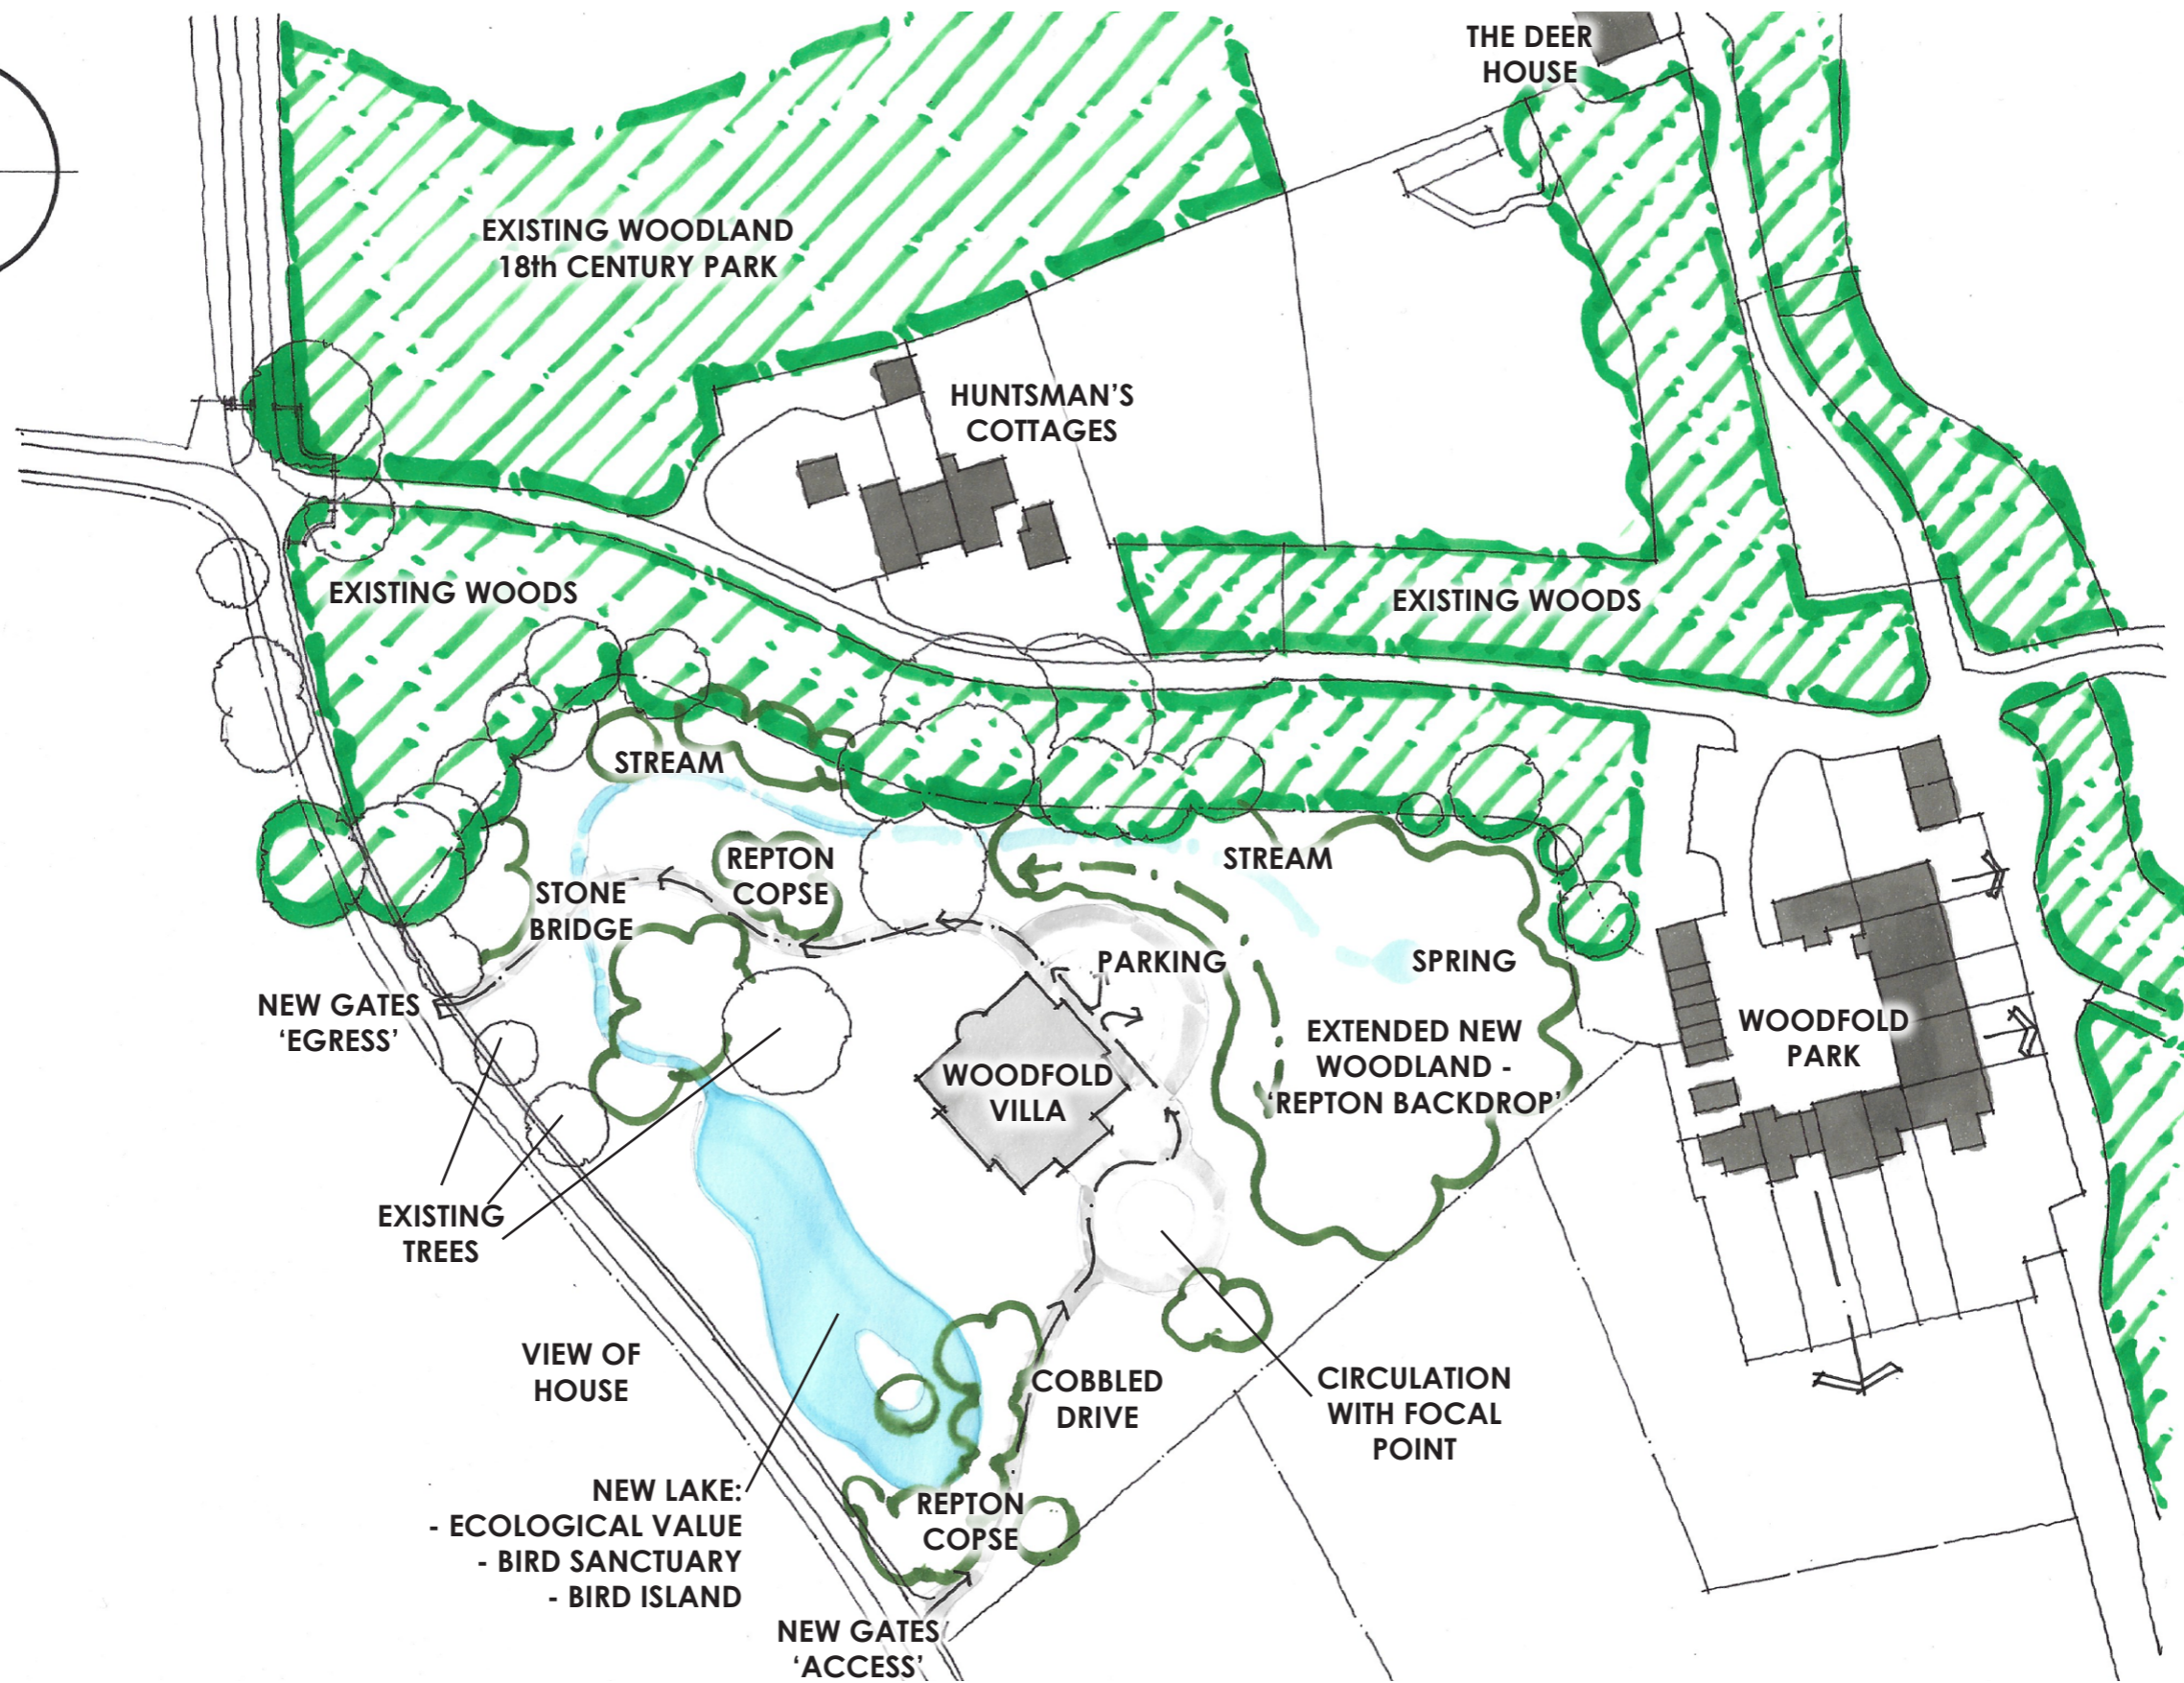 THE DEER
HOUSE
EXISTING WOODLAND
18th CENTURY PARK
HUNTSMAN'S
COTTAGES
EXISTING WOODS
EXISTING WOODS
STREAM
REPTON
COPSE
STREAM
STONE
BRIDGE
PARKING
SPRING
NEW GATES
'EGRESS'
EXTENDED NEW
WOODLAND -
'REPTON BACKDROP'
WOODFOLD
PARK
WOODFOLD
VILLA
EXISTING
TREES
VIEW OF
HOUSE
COBBLED
DRIVE
CIRCULATION
WITH FOCAL
POINT
NEW LAKE:
- ECOLOGICAL VALUE
- BIRD SANCTUARY
- BIRD ISLAND
REPTON
COPSE
NEW GATES
'ACCESS'